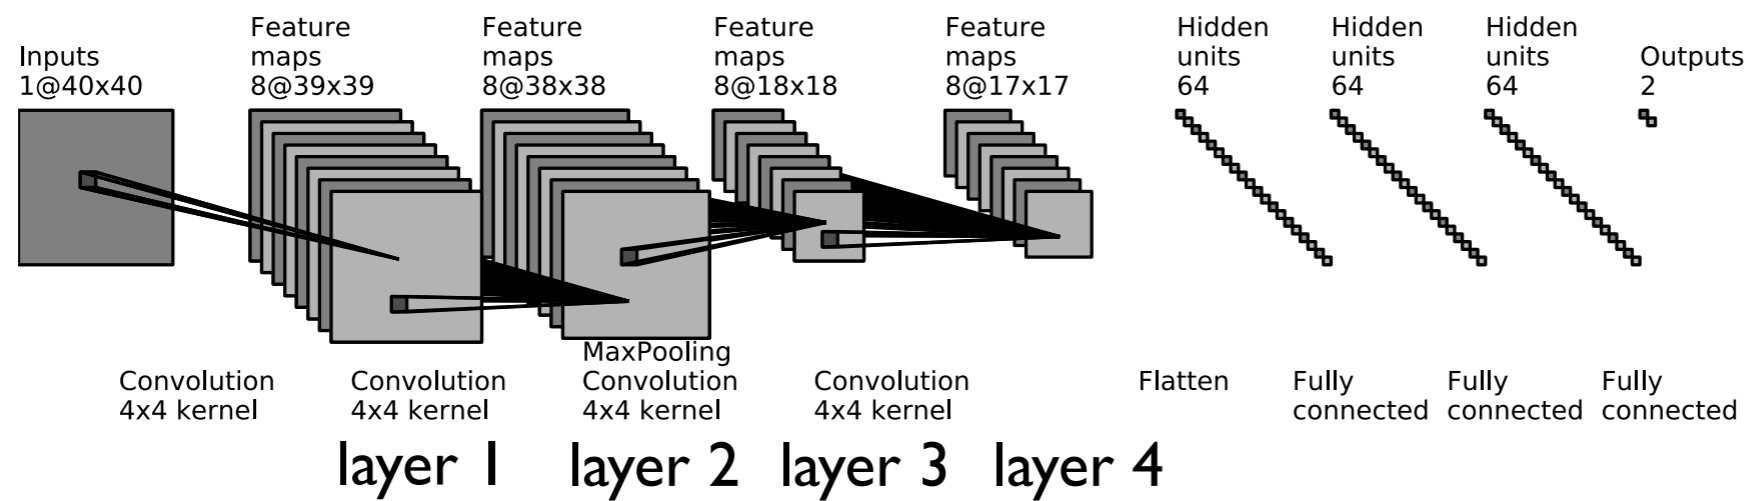 Inputs
1@40x40
Feature
maps
8@39x39
Feature
maps
8@38x38
Feature
maps
8@18x18
Feature
maps
8@17x17
Hidden
units
64
Hidden
units
64
Hidden
units
64
Outputs
2
Convolution
4x4 kernel
Convolution
4x4 kernel
MaxPooling
Convolution
4x4 kernel
Convolution
4x4 kernel
Flatten
Fully
connected
Fully
connected
Fully
connected
layer 1
layer 2
layer 3
layer 4